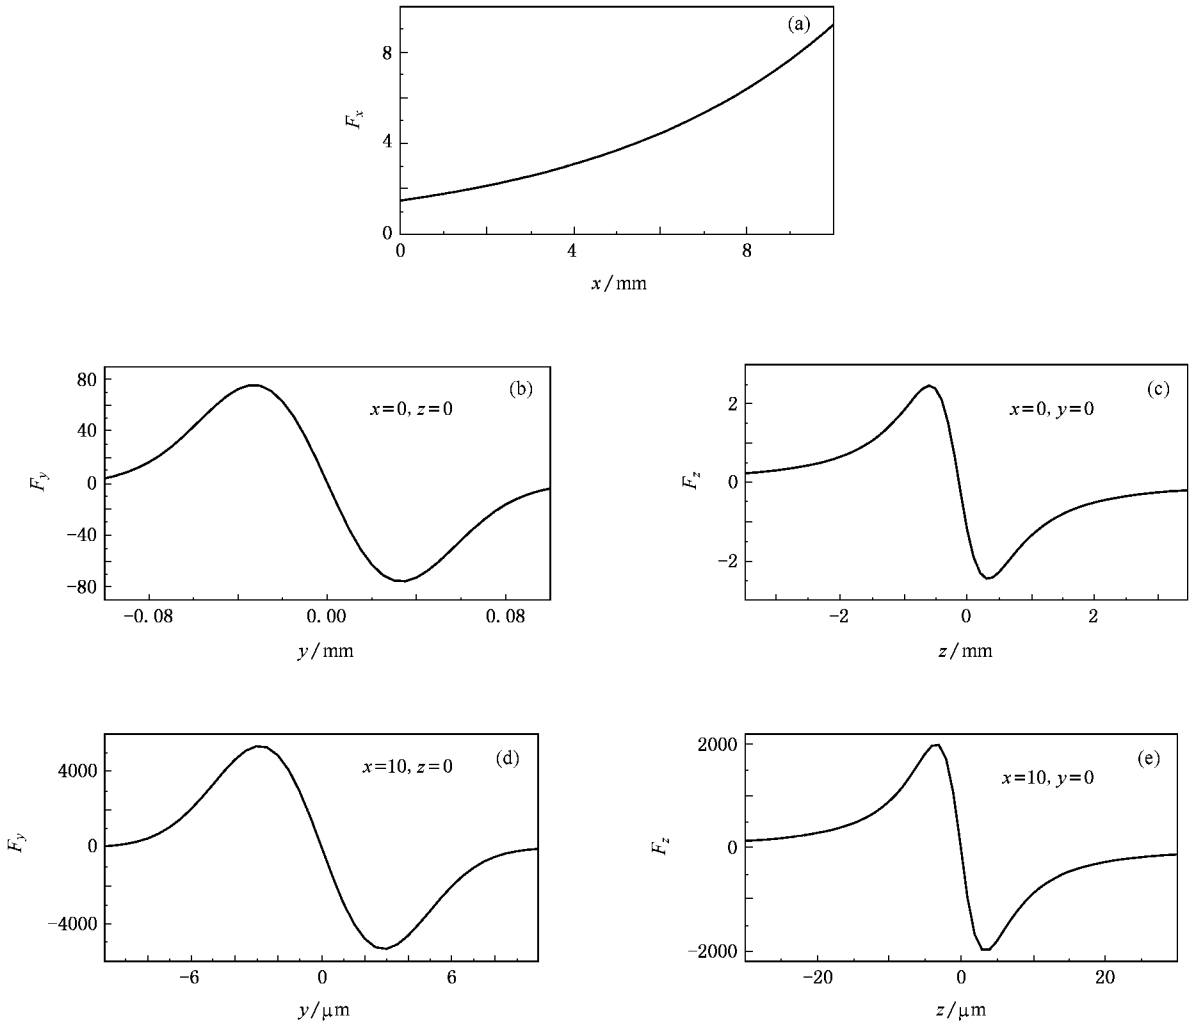 (a)
8
4
0
F_x
0 4 8
x/mm
(b)
x=0, z=0
80
40
0
−40
−80
F_y
−0.08 0.00 0.08
y/mm
(c)
x=0, y=0
2
0
−2
F_z
−2 0 2
z/mm
(d)
x=10, z=0
4000
0
−4000
F_y
−6 0 6
y/μm
(e)
x=10, y=0
2000
0
−2000
F_z
−20 0 20
z/μm